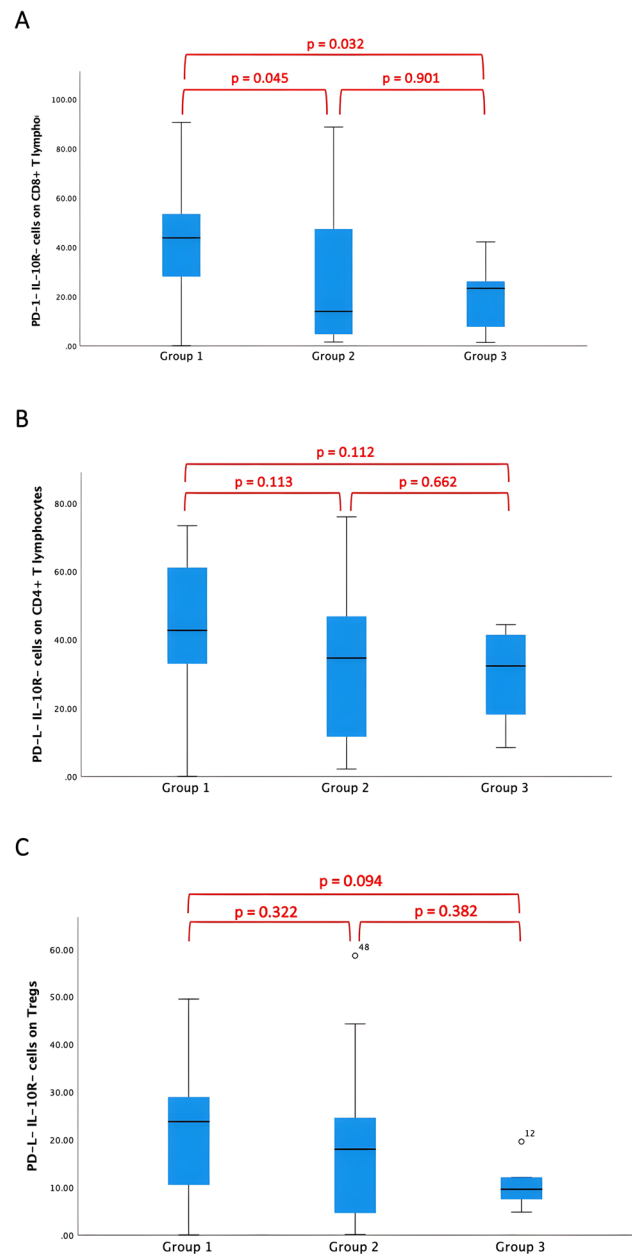 A
p = 0.032
p = 0.045
p = 0.901
PD-1- IL-10R- cells on CD8+ T lympho
100.00
80.00
60.00
40.00
20.00
.00
Group 1
Group 2
Group 3
B
p = 0.112
p = 0.113
p = 0.662
PD-L- IL-10R- cells on CD4+ T lymphocytes
80.00
60.00
40.00
20.00
.00
Group 1
Group 2
Group 3
C
p = 0.094
p = 0.322
p = 0.382
PD-L- IL-10R- cells on Tregs
60.00
50.00
40.00
30.00
20.00
10.00
.00
48
12
Group 1
Group 2
Group 3